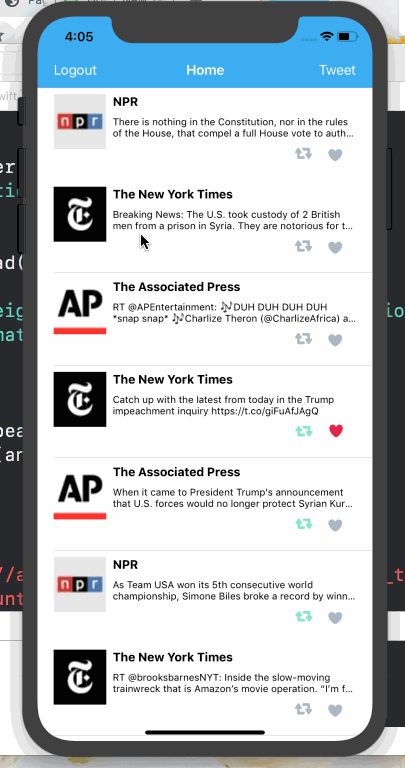 4:05
Logout Home Tweet
NPR
There is nothing in the Constitution, nor in the rules
of the House, that compel a full House vote to auth...
n p r
The New York Times
Breaking News: The U.S. took custody of 2 British
men from a prison in Syria. They are notorious for t...
The Associated Press
RT @APEntertainment: 🎶DUH DUH DUH DUH
*snap snap* 🎶Charlize Theron (@CharlizeAfrica) a...
AP
The New York Times
Catch up with the latest from today in the Trump
impeachment inquiry https://t.co/giFuAfJAgQ
The Associated Press
When it came to President Trump's announcement
that U.S. forces would no longer protect Syrian Kur...
AP
NPR
As Team USA won its 5th consecutive world
championship, Simone Biles broke a record by winn...
n p r
The New York Times
RT @brooksbarnesNYT: Inside the slow-moving
trainwreck that is Amazon's movie operation. “I'm f...